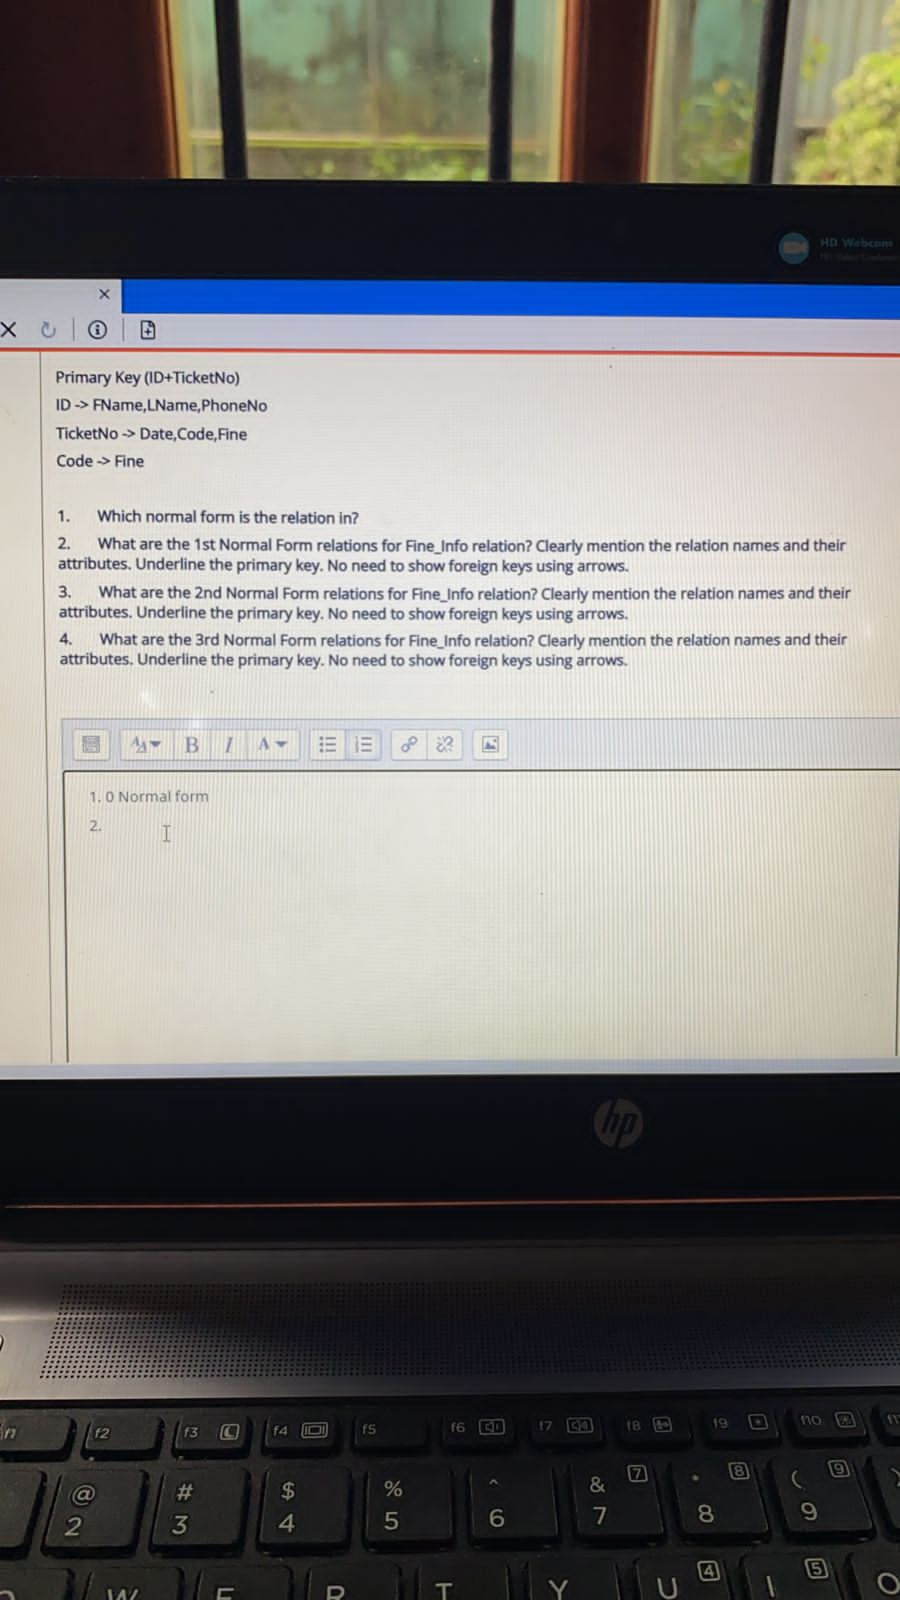 HD Webcam
Primary Key (ID+TicketNo)
ID -> FName,LName,PhoneNo
TicketNo -> Date,Code,Fine
Code -> Fine
1. Which normal form is the relation in?
2. What are the 1st Normal Form relations for Fine_Info relation? Clearly mention the relation names and their
attributes. Underline the primary key. No need to show foreign keys using arrows.
3. What are the 2nd Normal Form relations for Fine_Info relation? Clearly mention the relation names and their
attributes. Underline the primary key. No need to show foreign keys using arrows.
4. What are the 3rd Normal Form relations for Fine_Info relation? Clearly mention the relation names and their
attributes. Underline the primary key. No need to show foreign keys using arrows.
B I A
1. 0 Normal form
2.
hp
f1 f2 f3 f4 f5 f6 f7 f8 f9 f10
@ # $ % ^ & 7 * 8 ( 9
2 3 4 5 6 7 8 9
W E R T Y U 4 I 5 O